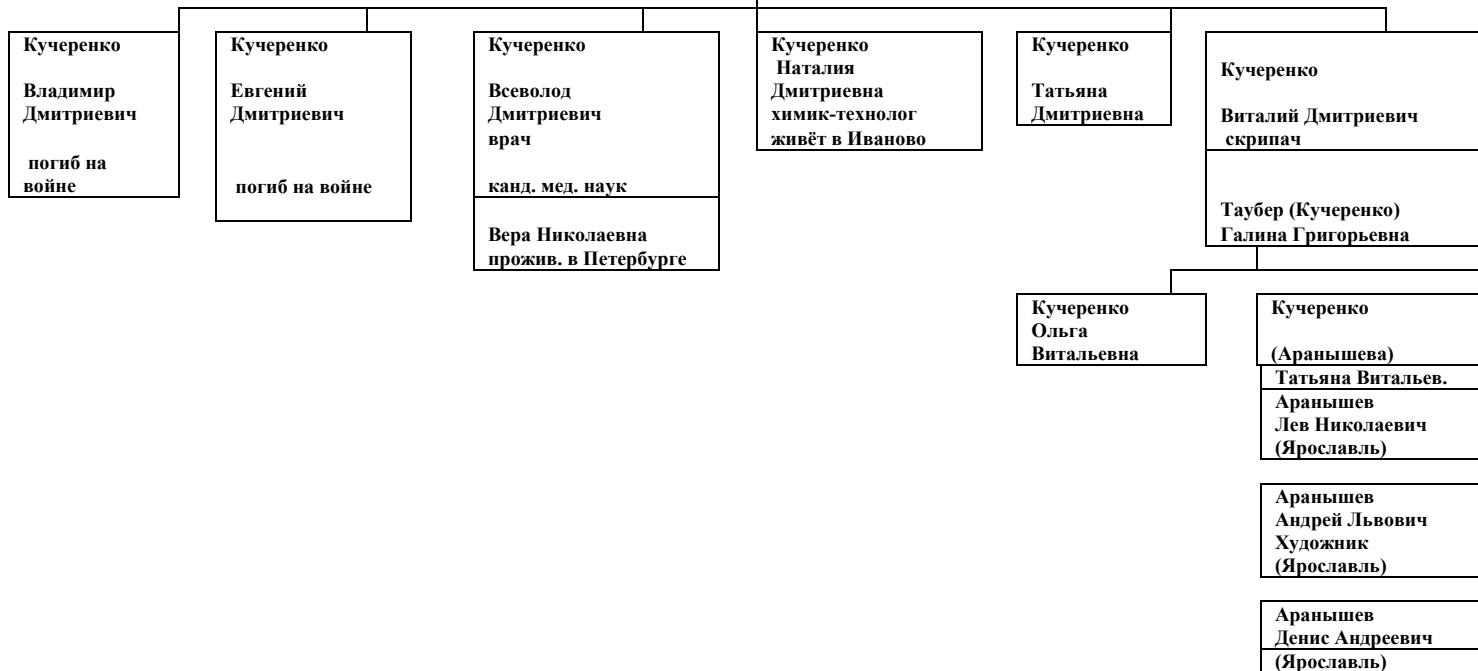 Кучеренко
Владимир
Дмитриевич
погиб на
войне
Кучеренко
Евгений
Дмитриевич
погиб на войне
Кучеренко
Всеволод
Дмитриевич
врач
канд. мед. наук
Вера Николаевна
прожив. в Петербурге
Кучеренко
Наталия
Дмитриевна
химик-технолог
живёт в Иваново
Кучеренко
Татьяна
Дмитриевна
Кучеренко
Виталий Дмитриевич
скрипач
Таубер (Кучеренко)
Галина Григорьевна
Кучеренко
Ольга
Витальевна
Кучеренко
(Аранышева)
Татьяна Витальев.
Аранышев
Лев Николаевич
(Ярославль)
Аранышев
Андрей Львович
Художник
(Ярославль)
Аранышев
Денис Андреевич
(Ярославль)